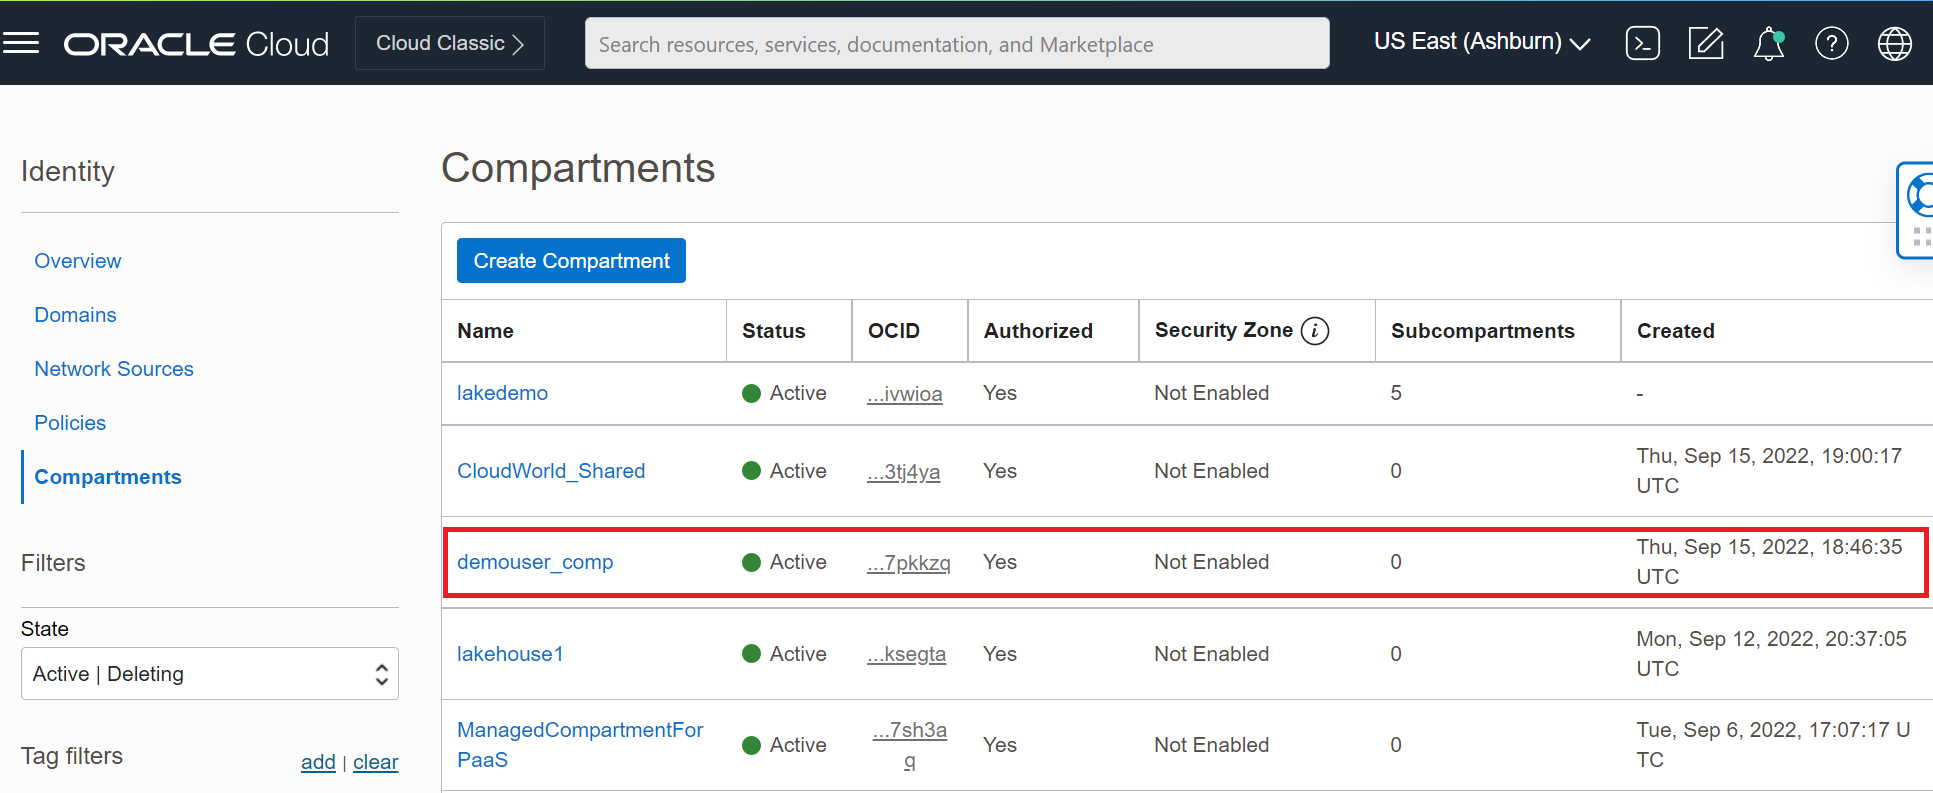 ORACLE Cloud
Cloud Classic
Search resources, services, documentation, and Marketplace
US East (Ashburn)
Identity
Overview
Domains
Network Sources
Policies
Compartments
Filters
State
Active | Deleting
Tag filters
add | clear
Compartments
Create Compartment
Name Status OCID Authorized Security Zone i Subcompartments Created
lakedemo Active ...ivwioa Yes Not Enabled 5 -
CloudWorld_Shared Active ...3tj4ya Yes Not Enabled 0 Thu, Sep 15, 2022, 19:00:17
UTC
demouser_comp Active ...7pkkzq Yes Not Enabled 0 Thu, Sep 15, 2022, 18:46:35
UTC
lakehouse1 Active ...ksegta Yes Not Enabled 0 Mon, Sep 12, 2022, 20:37:05
UTC
ManagedCompartmentFor Active ...7sh3a Yes Not Enabled 0 Tue, Sep 6, 2022, 17:07:17 U
PaaS q TC